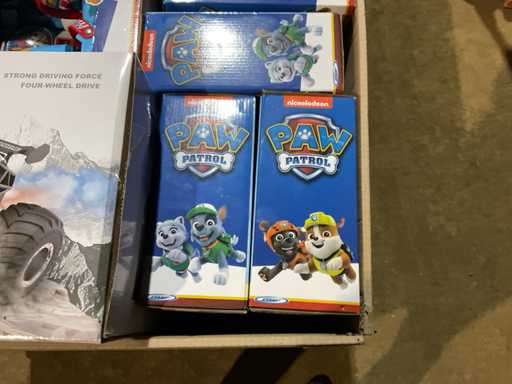 nickelodeon
PAW
PATROL
STRONG DRIVING FORCE
FOUR-WHEEL DRIVE
nickelodeon
PAW
PATROL
nickelodeon
PAW
PATROL